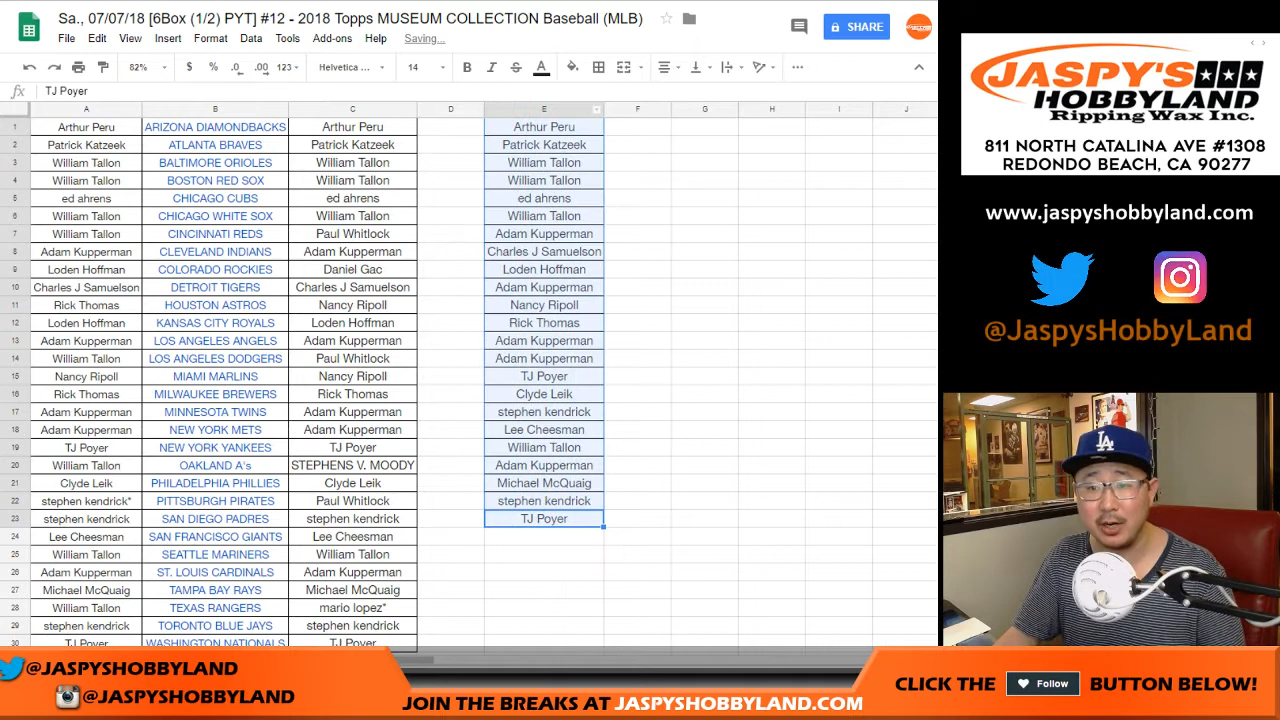 Sa., 07/07/18 [6Box (1/2) PYT] #12 - 2018 Topps MUSEUM COLLECTION Baseball (MLB)
SHARE
File Edit View Insert Format Data Tools Add-ons Help Saving...
82% $ % .0 .00 123 Helvetica ... 14 B I S A
fx TJ Poyer
A B C D E F G H I J
1 Arthur Peru ARIZONA DIAMONDBACKS Arthur Peru Arthur Peru
2 Patrick Katzeek ATLANTA BRAVES Patrick Katzeek Patrick Katzeek
3 William Tallon BALTIMORE ORIOLES William Tallon William Tallon
4 William Tallon BOSTON RED SOX William Tallon William Tallon
5 ed ahrens CHICAGO CUBS ed ahrens ed ahrens
6 William Tallon CHICAGO WHITE SOX William Tallon William Tallon
7 William Tallon CINCINNATI REDS Paul Whitlock Adam Kupperman
8 Adam Kupperman CLEVELAND INDIANS Adam Kupperman Charles J Samuelson
9 Loden Hoffman COLORADO ROCKIES Daniel Gac Loden Hoffman
10 Charles J Samuelson DETROIT TIGERS Charles J Samuelson Adam Kupperman
11 Rick Thomas HOUSTON ASTROS Nancy Ripoll Nancy Ripoll
12 Loden Hoffman KANSAS CITY ROYALS Loden Hoffman Rick Thomas
13 Adam Kupperman LOS ANGELES ANGELS Adam Kupperman Adam Kupperman
14 William Tallon LOS ANGELES DODGERS Paul Whitlock Adam Kupperman
15 Nancy Ripoll MIAMI MARLINS Nancy Ripoll TJ Poyer
16 Rick Thomas MILWAUKEE BREWERS Rick Thomas Clyde Leik
17 Adam Kupperman MINNESOTA TWINS Adam Kupperman stephen kendrick
18 Adam Kupperman NEW YORK METS Adam Kupperman Lee Cheesman
19 TJ Poyer NEW YORK YANKEES TJ Poyer William Tallon
20 William Tallon OAKLAND A's STEPHENS V. MOODY Adam Kupperman
21 Clyde Leik PHILADELPHIA PHILLIES Clyde Leik Michael McQuaig
22 stephen kendrick* PITTSBURGH PIRATES Paul Whitlock stephen kendrick
23 stephen kendrick SAN DIEGO PADRES stephen kendrick TJ Poyer
24 Lee Cheesman SAN FRANCISCO GIANTS Lee Cheesman
25 William Tallon SEATTLE MARINERS William Tallon
26 Adam Kupperman ST. LOUIS CARDINALS Adam Kupperman
27 Michael McQuaig TAMPA BAY RAYS Michael McQuaig
28 William Tallon TEXAS RANGERS mario lopez*
29 stephen kendrick TORONTO BLUE JAYS stephen kendrick
30 TJ Poyer WASHINGTON NATIONALS TJ Poyer
JASPY'S
HOBBYLAND
Ripping Wax Inc.
811 NORTH CATALINA AVE #1308
REDONDO BEACH, CA 90277
www.jaspyshobbyland.com
@JaspysHobbyLand
LA
@JASPYSHOBBYLAND
@JASPYSHOBBYLAND
JOIN THE BREAKS AT JASPYSHOBBYLAND.COM
CLICK THE Follow BUTTON BELOW!